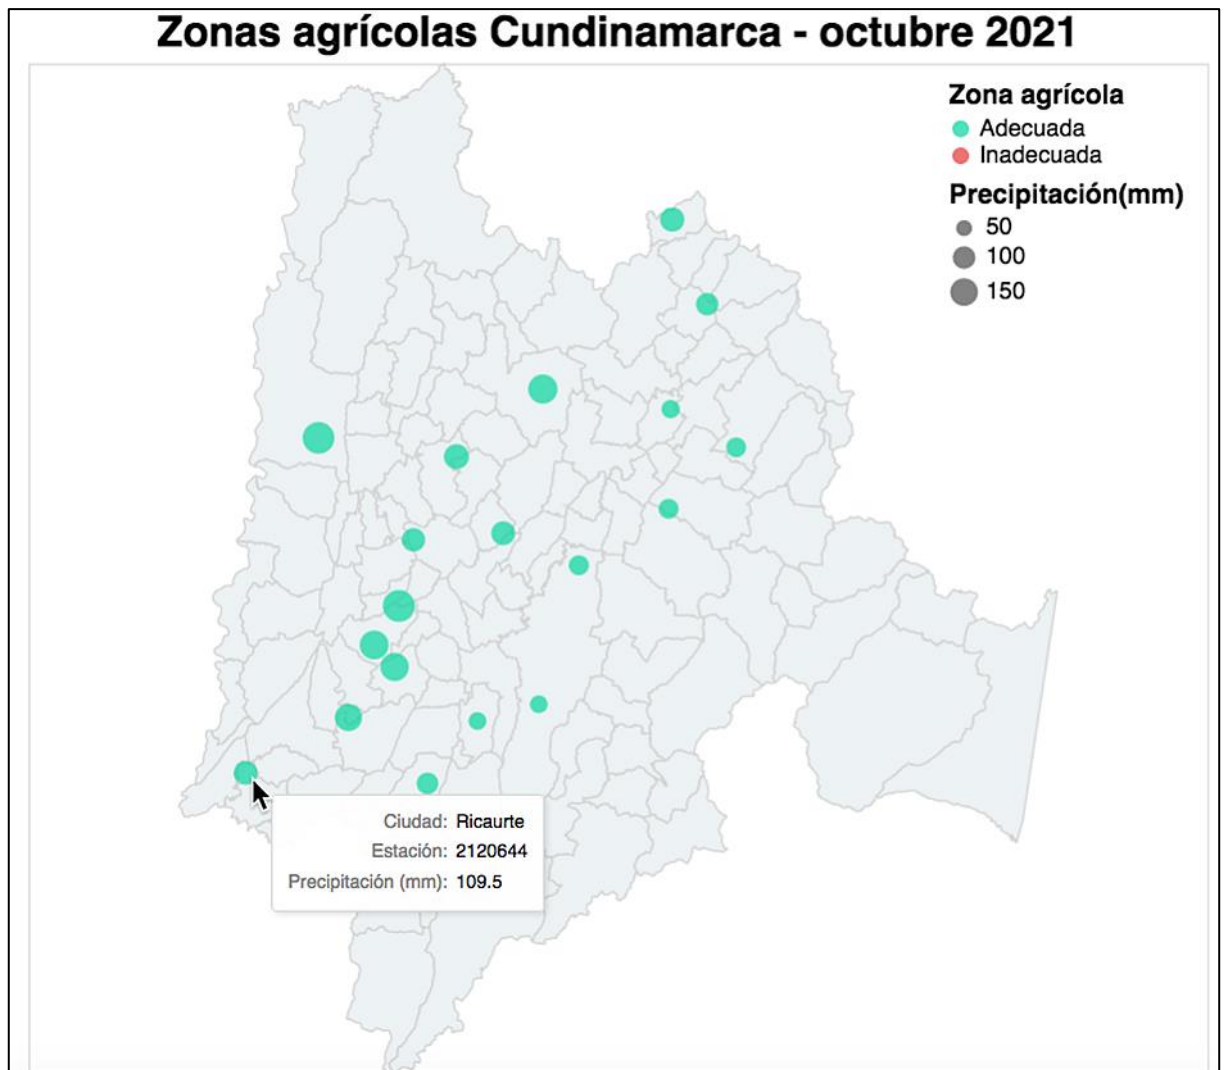 Zonas agrícolas Cundinamarca - octubre 2021
Zona agrícola
Adecuada
Inadecuada
Precipitación(mm)
50
100
150
Ciudad: Ricaurte
Estación: 2120644
Precipitación (mm): 109.5